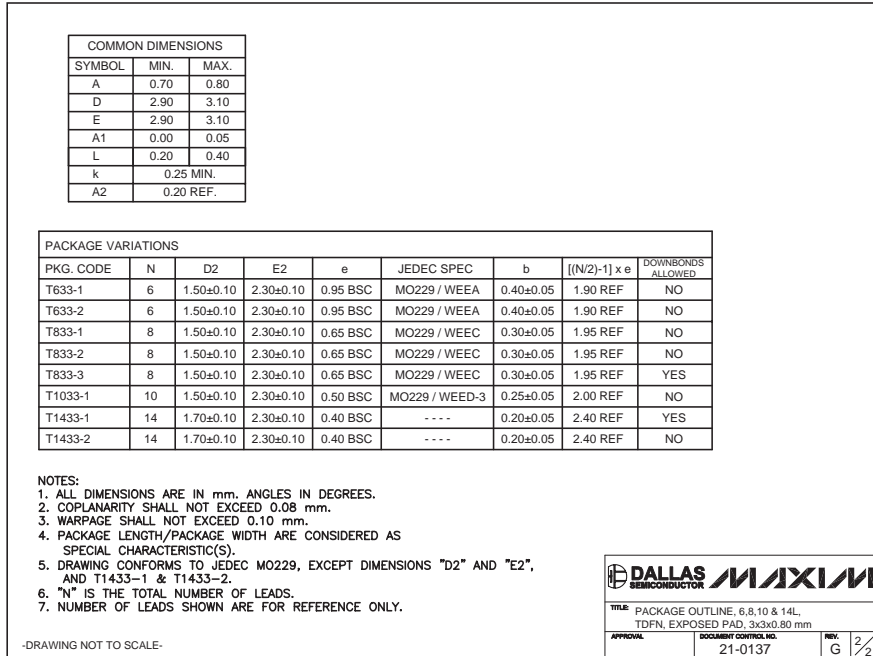 COMMON DIMENSIONS
SYMBOL MIN. MAX.
A 0.70 0.80
D 2.90 3.10
E 2.90 3.10
A1 0.00 0.05
L 0.20 0.40
k 0.25 MIN.
A2 0.20 REF.
PACKAGE VARIATIONS
PKG. CODE N D2 E2 e JEDEC SPEC b [(N/2)-1] x e DOWNBONDS ALLOWED
T633-1 6 1.50±0.10 2.30±0.10 0.95 BSC MO229 / WEEA 0.40±0.05 1.90 REF NO
T633-2 6 1.50±0.10 2.30±0.10 0.95 BSC MO229 / WEEA 0.40±0.05 1.90 REF NO
T833-1 8 1.50±0.10 2.30±0.10 0.65 BSC MO229 / WEEC 0.30±0.05 1.95 REF NO
T833-2 8 1.50±0.10 2.30±0.10 0.65 BSC MO229 / WEEC 0.30±0.05 1.95 REF NO
T833-3 8 1.50±0.10 2.30±0.10 0.65 BSC MO229 / WEEC 0.30±0.05 1.95 REF YES
T1033-1 10 1.50±0.10 2.30±0.10 0.50 BSC MO229 / WEED-3 0.25±0.05 2.00 REF NO
T1433-1 14 1.70±0.10 2.30±0.10 0.40 BSC - - - - 0.20±0.05 2.40 REF YES
T1433-2 14 1.70±0.10 2.30±0.10 0.40 BSC - - - - 0.20±0.05 2.40 REF NO
NOTES:
1. ALL DIMENSIONS ARE IN mm. ANGLES IN DEGREES.
2. COPLANARITY SHALL NOT EXCEED 0.08 mm.
3. WARPAGE SHALL NOT EXCEED 0.10 mm.
4. PACKAGE LENGTH/PACKAGE WIDTH ARE CONSIDERED AS
SPECIAL CHARACTERISTIC(S).
5. DRAWING CONFORMS TO JEDEC MO229, EXCEPT DIMENSIONS "D2" AND "E2",
AND T1433-1 & T1433-2.
6. "N" IS THE TOTAL NUMBER OF LEADS.
7. NUMBER OF LEADS SHOWN ARE FOR REFERENCE ONLY.
-DRAWING NOT TO SCALE-
DALLAS SEMICONDUCTOR MAXIM
TITLE: PACKAGE OUTLINE, 6,8,10 & 14L,
TDFN, EXPOSED PAD, 3x3x0.80 mm
APPROVAL DOCUMENT CONTROL NO. REV.
21-0137 G 2/2